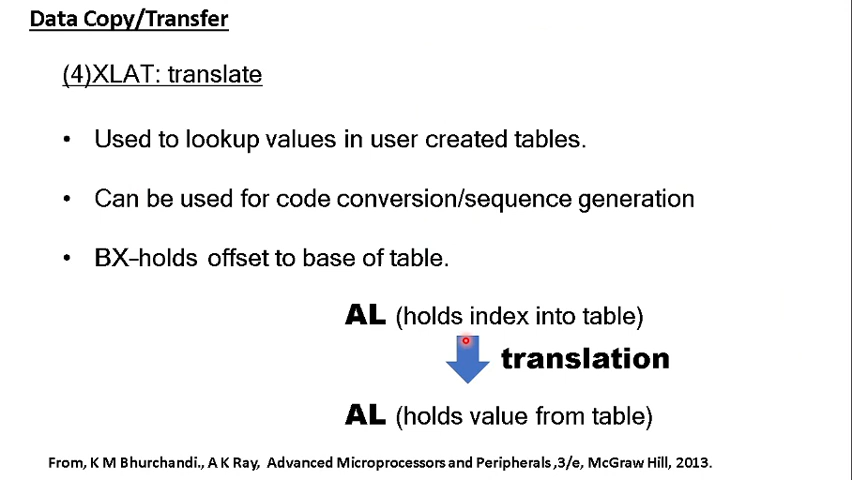 Data Copy/Transfer
(4)XLAT: translate
• Used to lookup values in user created tables.
• Can be used for code conversion/sequence generation
• BX–holds offset to base of table.
AL (holds index into table)
translation
AL (holds value from table)
From, K M Bhurchandi., A K Ray, Advanced Microprocessors and Peripherals ,3/e, McGraw Hill, 2013.